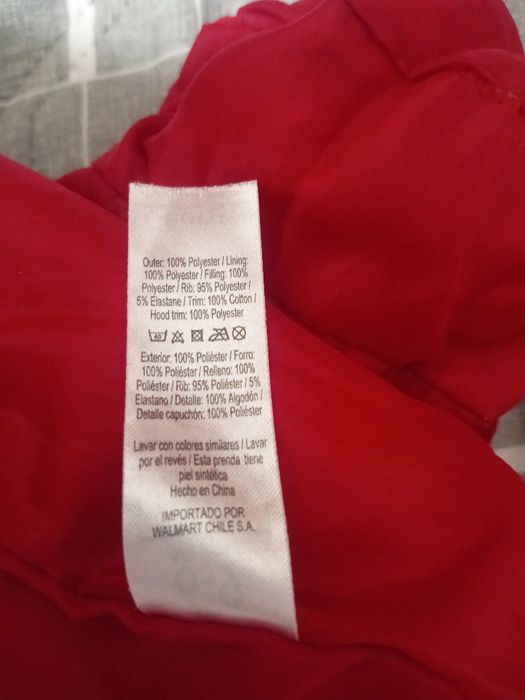 Outer: 100% Polyester / Lining:
100% Polyester / Filling: 100%
Polyester / Rib: 95% Polyester /
5% Elastane / Trim: 100% Cotton /
Hood trim: 100% Polyester
40
Exterior: 100% Poliéster / Forro:
100% Poliéster / Relleno: 100%
Poliéster / Rib: 95% Poliéster / 5%
Elastano / Detalle: 100% Algodón /
Detalle capuchón: 100% Poliéster
Lavar con colores similares / Lavar
por el revés / Esta prenda tiene
piel sintética
Hecho en China
IMPORTADO POR
WALMART CHILE S.A.